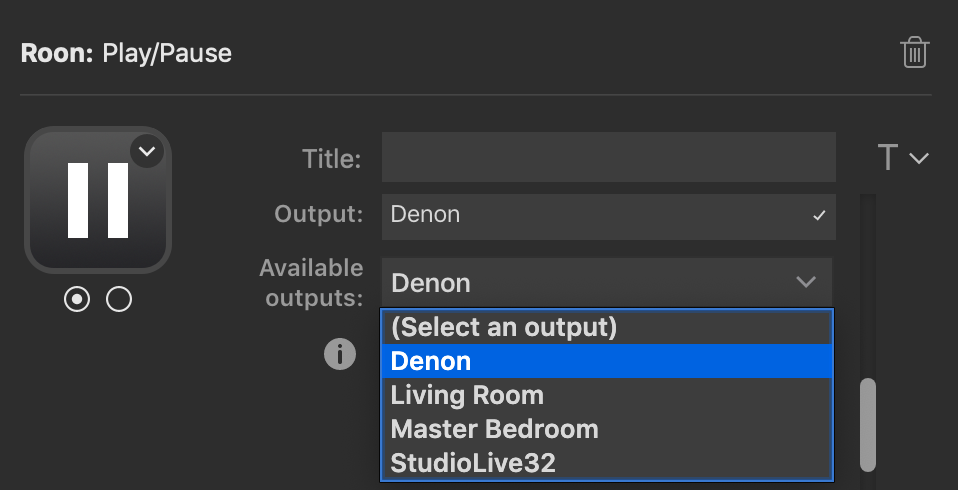 Roon: Play/Pause
Title:
T
Output: Denon
Available outputs: Denon
(Select an output)
i
Denon
Living Room
Master Bedroom
StudioLive32